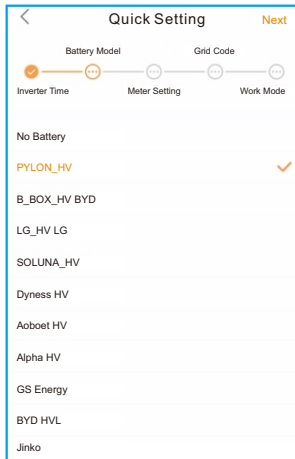 Quick Setting
Next
Battery Model
Grid Code
Inverter Time
Meter Setting
Work Mode
No Battery
PYLON_HV
B_BOX_HV BYD
LG_HV LG
SOLUNA_HV
Dyness HV
Aoboet HV
Alpha HV
GS Energy
BYD HVL
Jinko